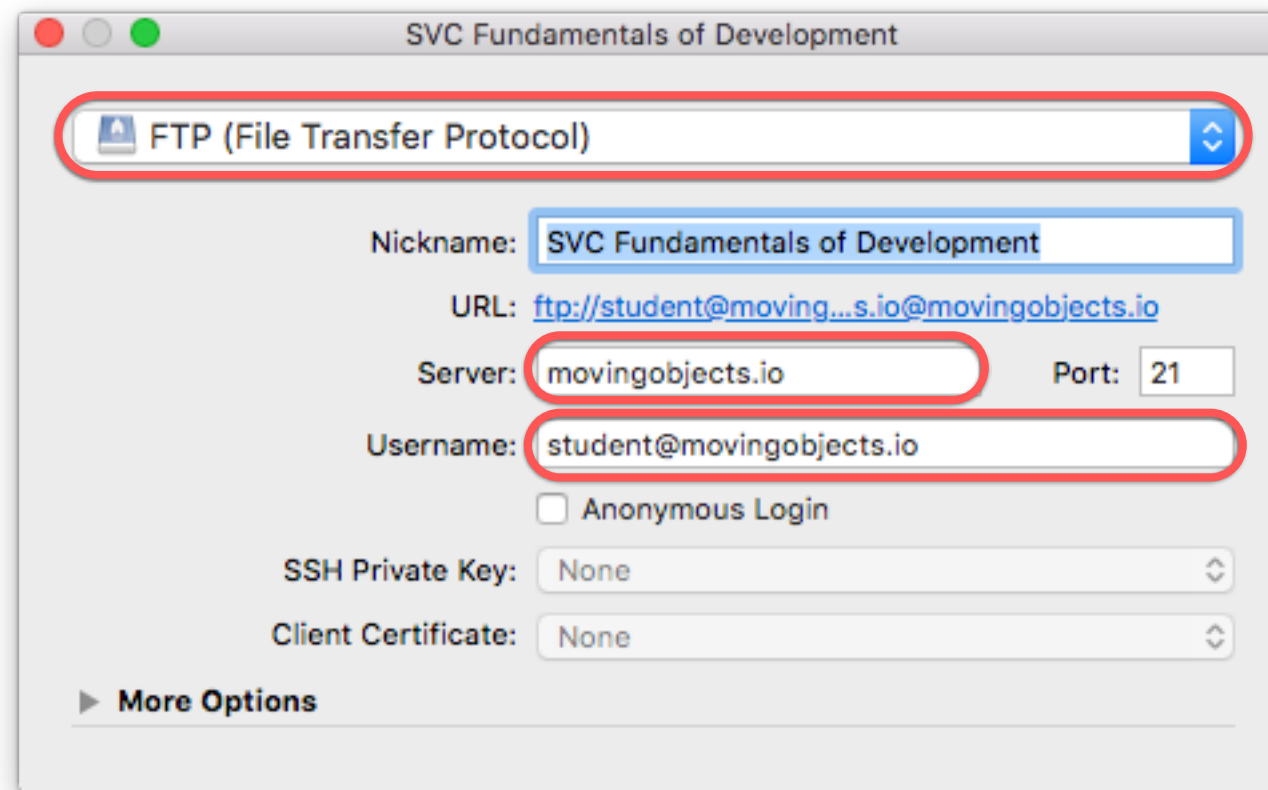 SVC Fundamentals of Development
FTP (File Transfer Protocol)
Nickname: SVC Fundamentals of Development
URL: ftp://student@moving...s.io@movingobjects.io
Server: movingobjects.io Port: 21
Username: student@movingobjects.io
Anonymous Login
SSH Private Key: None
Client Certificate: None
More Options